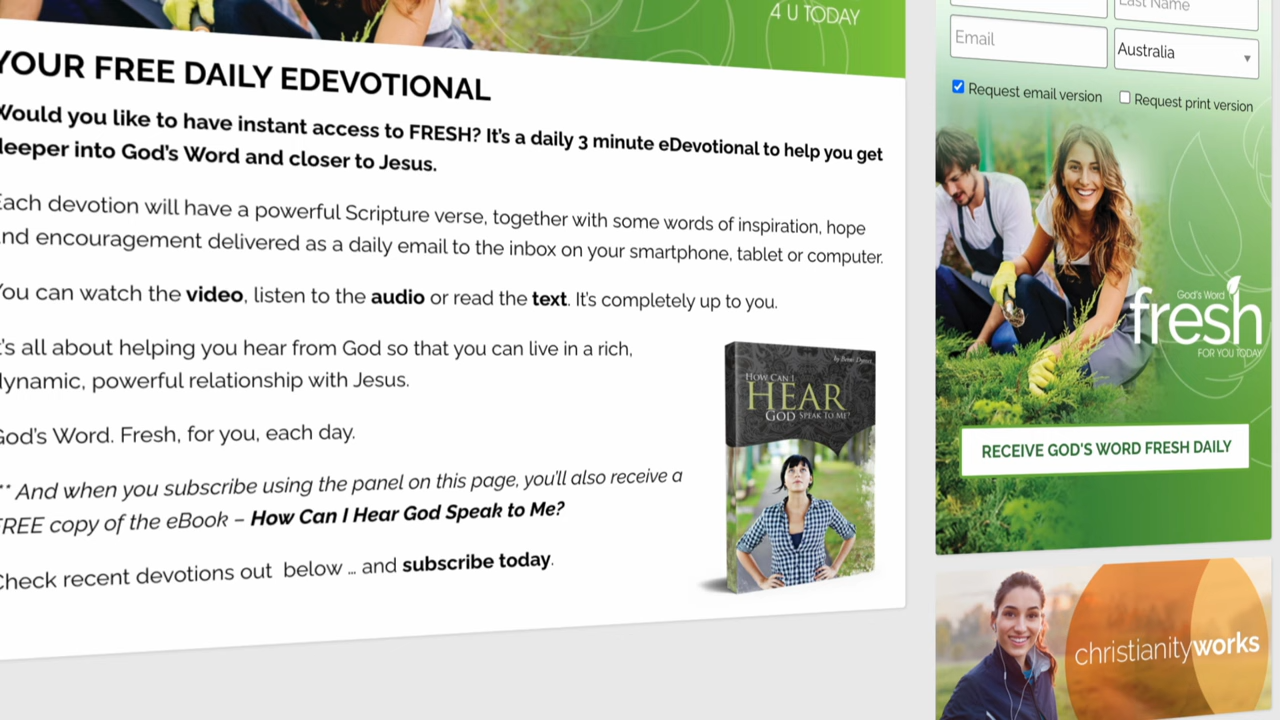 4 U TODAY
YOUR FREE DAILY EDEVOTIONAL
Would you like to have instant access to FRESH? It's a daily 3 minute eDevotional to help you get
deeper into God's Word and closer to Jesus.
Each devotion will have a powerful Scripture verse, together with some words of inspiration, hope
and encouragement delivered as a daily email to the inbox on your smartphone, tablet or computer.
You can watch the video, listen to the audio or read the text. It's completely up to you.
It's all about helping you hear from God so that you can live in a rich,
dynamic, powerful relationship with Jesus.
God's Word. Fresh, for you, each day.
** And when you subscribe using the panel on this page, you'll also receive a
FREE copy of the eBook – How Can I Hear God Speak to Me?
Check recent devotions out below ... and subscribe today.
HOW CAN I
HEAR
GOD SPEAK TO ME?
Last Name
Email
Australia
Request email version
Request print version
God's Word
fresh
FOR YOU TODAY
RECEIVE GOD'S WORD FRESH DAILY
christianityworks